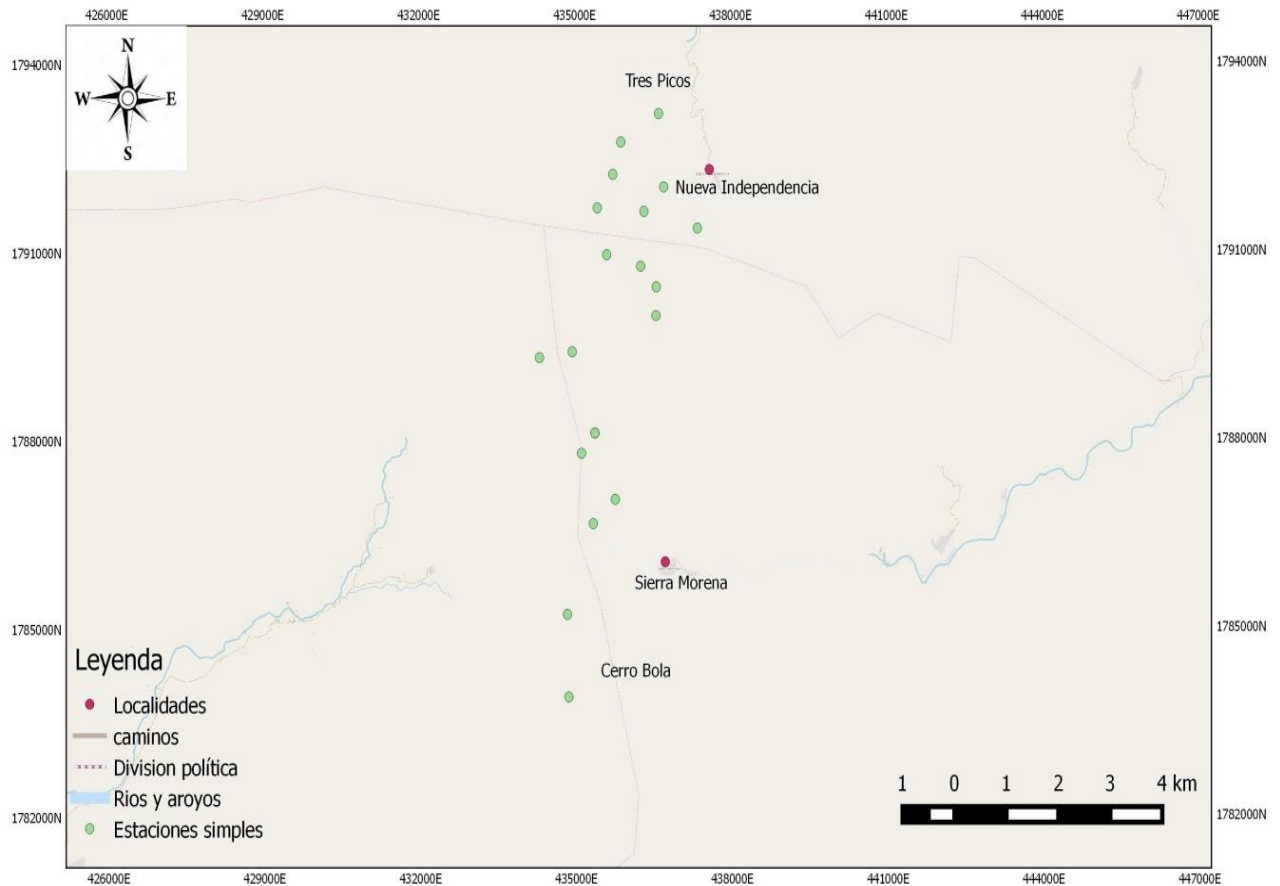 426000E 429000E 432000E 435000E 438000E 441000E 444000E 447000E
N
W E
S
1794000N 1794000N
Tres Picos
Nueva Independencia
1791000N 1791000N
1788000N 1788000N
Sierra Morena
1785000N 1785000N
Cerro Bola
Leyenda
Localidades
caminos
Division política
Rios y aroyos
Estaciones simples
1 0 1 2 3 4 km
1782000N 1782000N
426000E 429000E 432000E 435000E 438000E 441000E 444000E 447000E